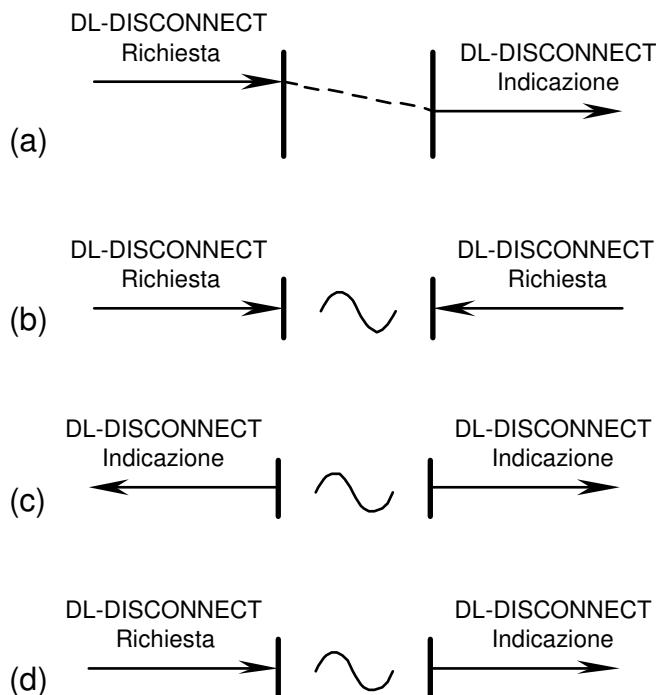 DL-DISCONNECT
Richiesta
DL-DISCONNECT
Indicazione
(a)
DL-DISCONNECT
Richiesta
DL-DISCONNECT
Richiesta
(b)
DL-DISCONNECT
Indicazione
DL-DISCONNECT
Indicazione
(c)
DL-DISCONNECT
Richiesta
DL-DISCONNECT
Indicazione
(d)